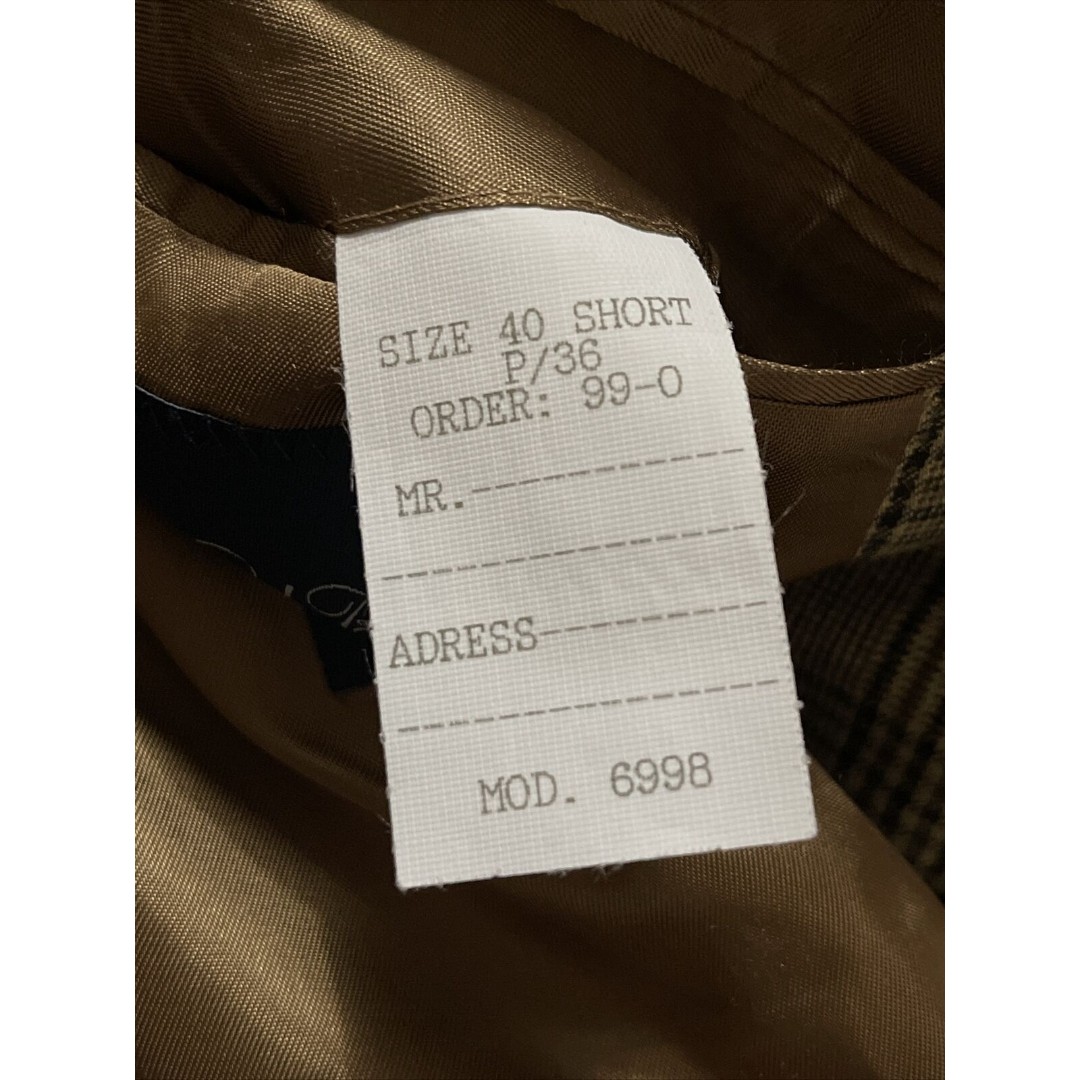 SIZE 40 SHORT
P/36
ORDER: 99-0
MR.-----------
---------------
ADRESS---------
---------------
MOD. 6998